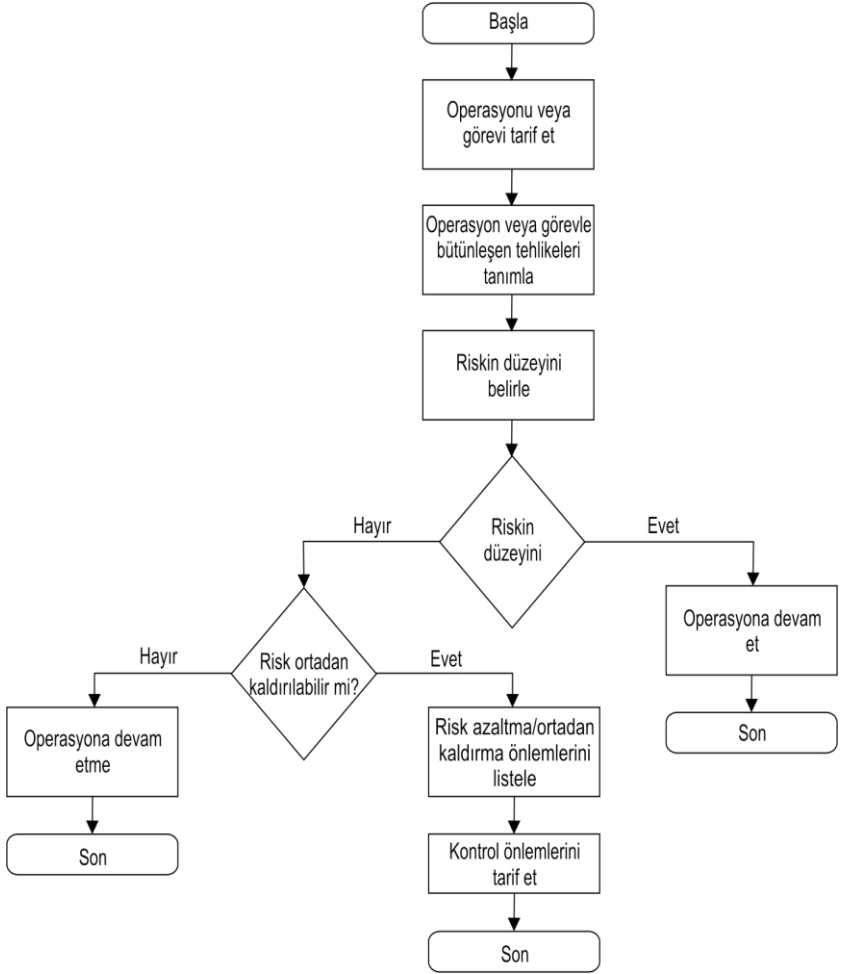 Başla
Operasyonu veya
görevi tarif et
Operasyon veya görevle
bütünleşen tehlikeleri
tanımla
Riskin düzeyini
belirle
Riskin
düzeyini
Hayır
Evet
Operasyona devam
et
Son
Risk ortadan
kaldırılabilir mi?
Hayır
Evet
Operasyona devam
etme
Son
Risk azaltma/ortadan
kaldırma önlemlerini
listele
Kontrol önlemlerini
tarif et
Son